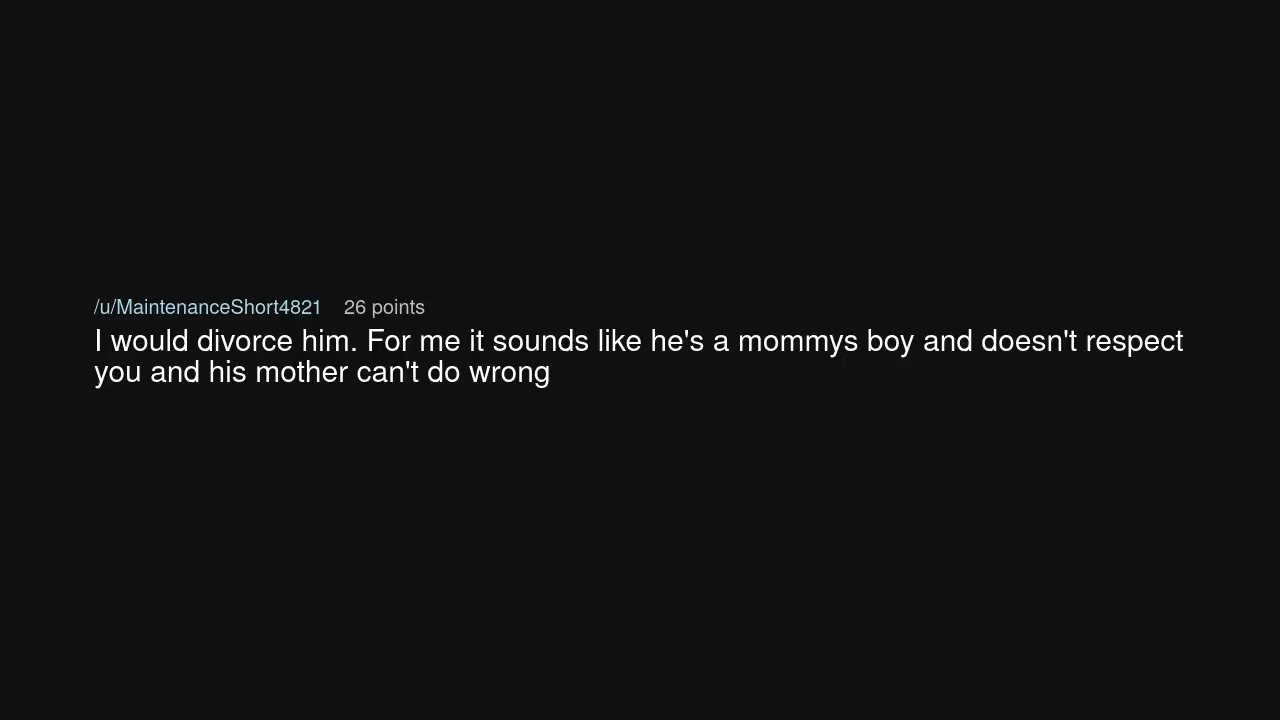 /u/MaintenanceShort4821 26 points
I would divorce him. For me it sounds like he's a mommys boy and doesn't respect
you and his mother can't do wrong